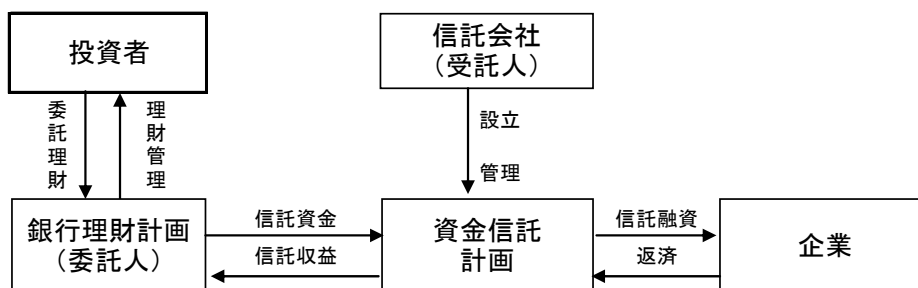 投資者
信託会社
（受託人）
委託理財
理財管理
設立
管理
銀行理財計画
（委託人）
信託資金
信託収益
資金信託
計画
信託融資
返済
企業